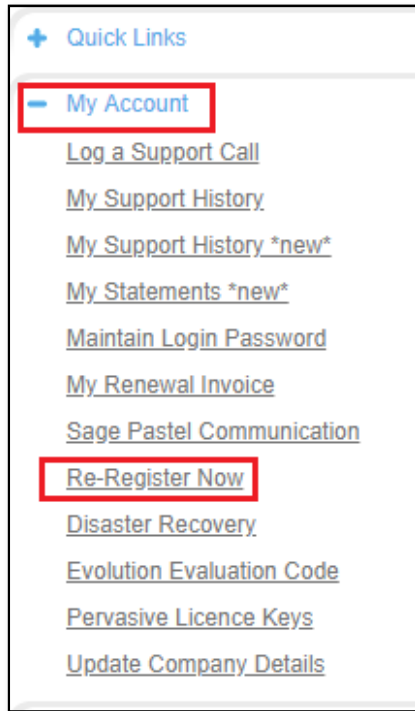 Quick Links
My Account
Log a Support Call
My Support History
My Support History *new*
My Statements *new*
Maintain Login Password
My Renewal Invoice
Sage Pastel Communication
Re-Register Now
Disaster Recovery
Evolution Evaluation Code
Pervasive Licence Keys
Update Company Details